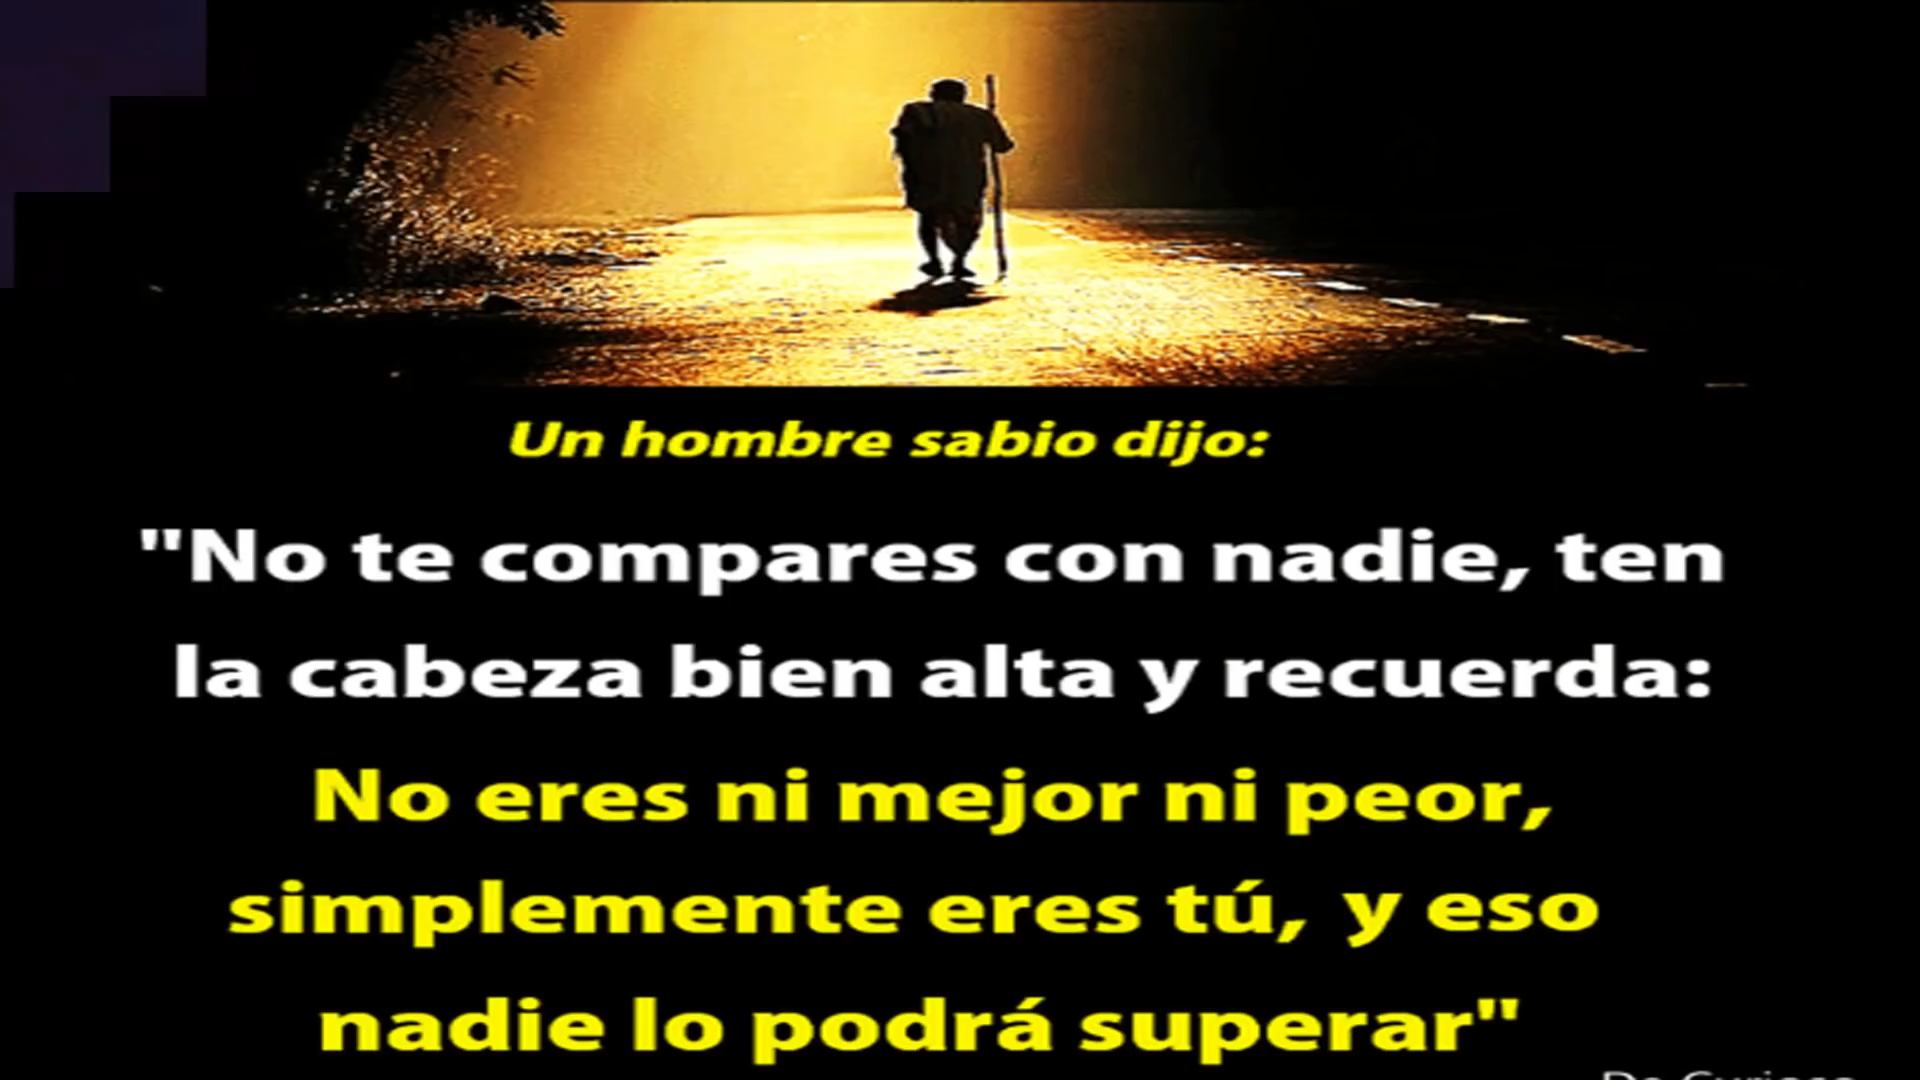 Un hombre sabio dijo:
"No te compares con nadie, ten
la cabeza bien alta y recuerda:
No eres ni mejor ni peor,
simplemente eres tú, y eso
nadie lo podrá superar"